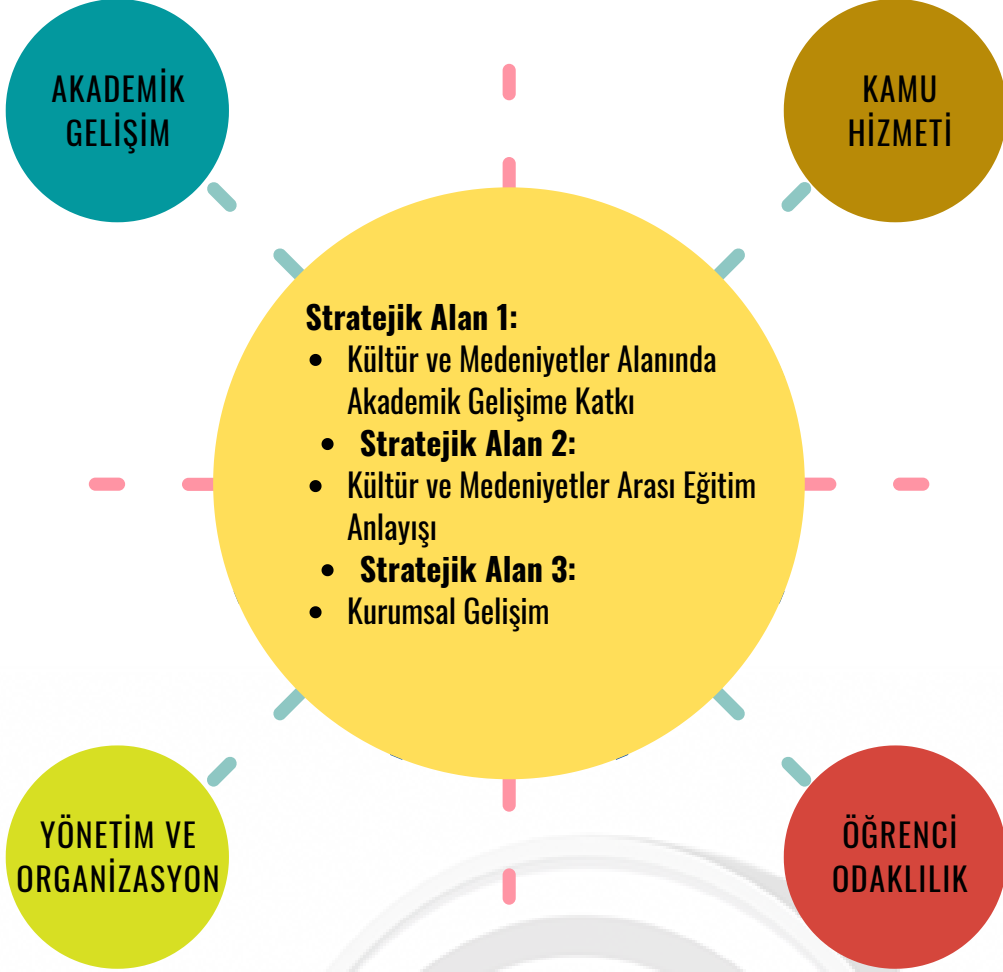 AKADEMİK
GELİŞİM
KAMU
HİZMETİ
Stratejik Alan 1:
• Kültür ve Medeniyetler Alanında
Akademik Gelişime Katkı
• Stratejik Alan 2:
• Kültür ve Medeniyetler Arası Eğitim
Anlayışı
• Stratejik Alan 3:
• Kurumsal Gelişim
YÖNETİM VE
ORGANİZASYON
ÖĞRENCİ
ODAKLILIK